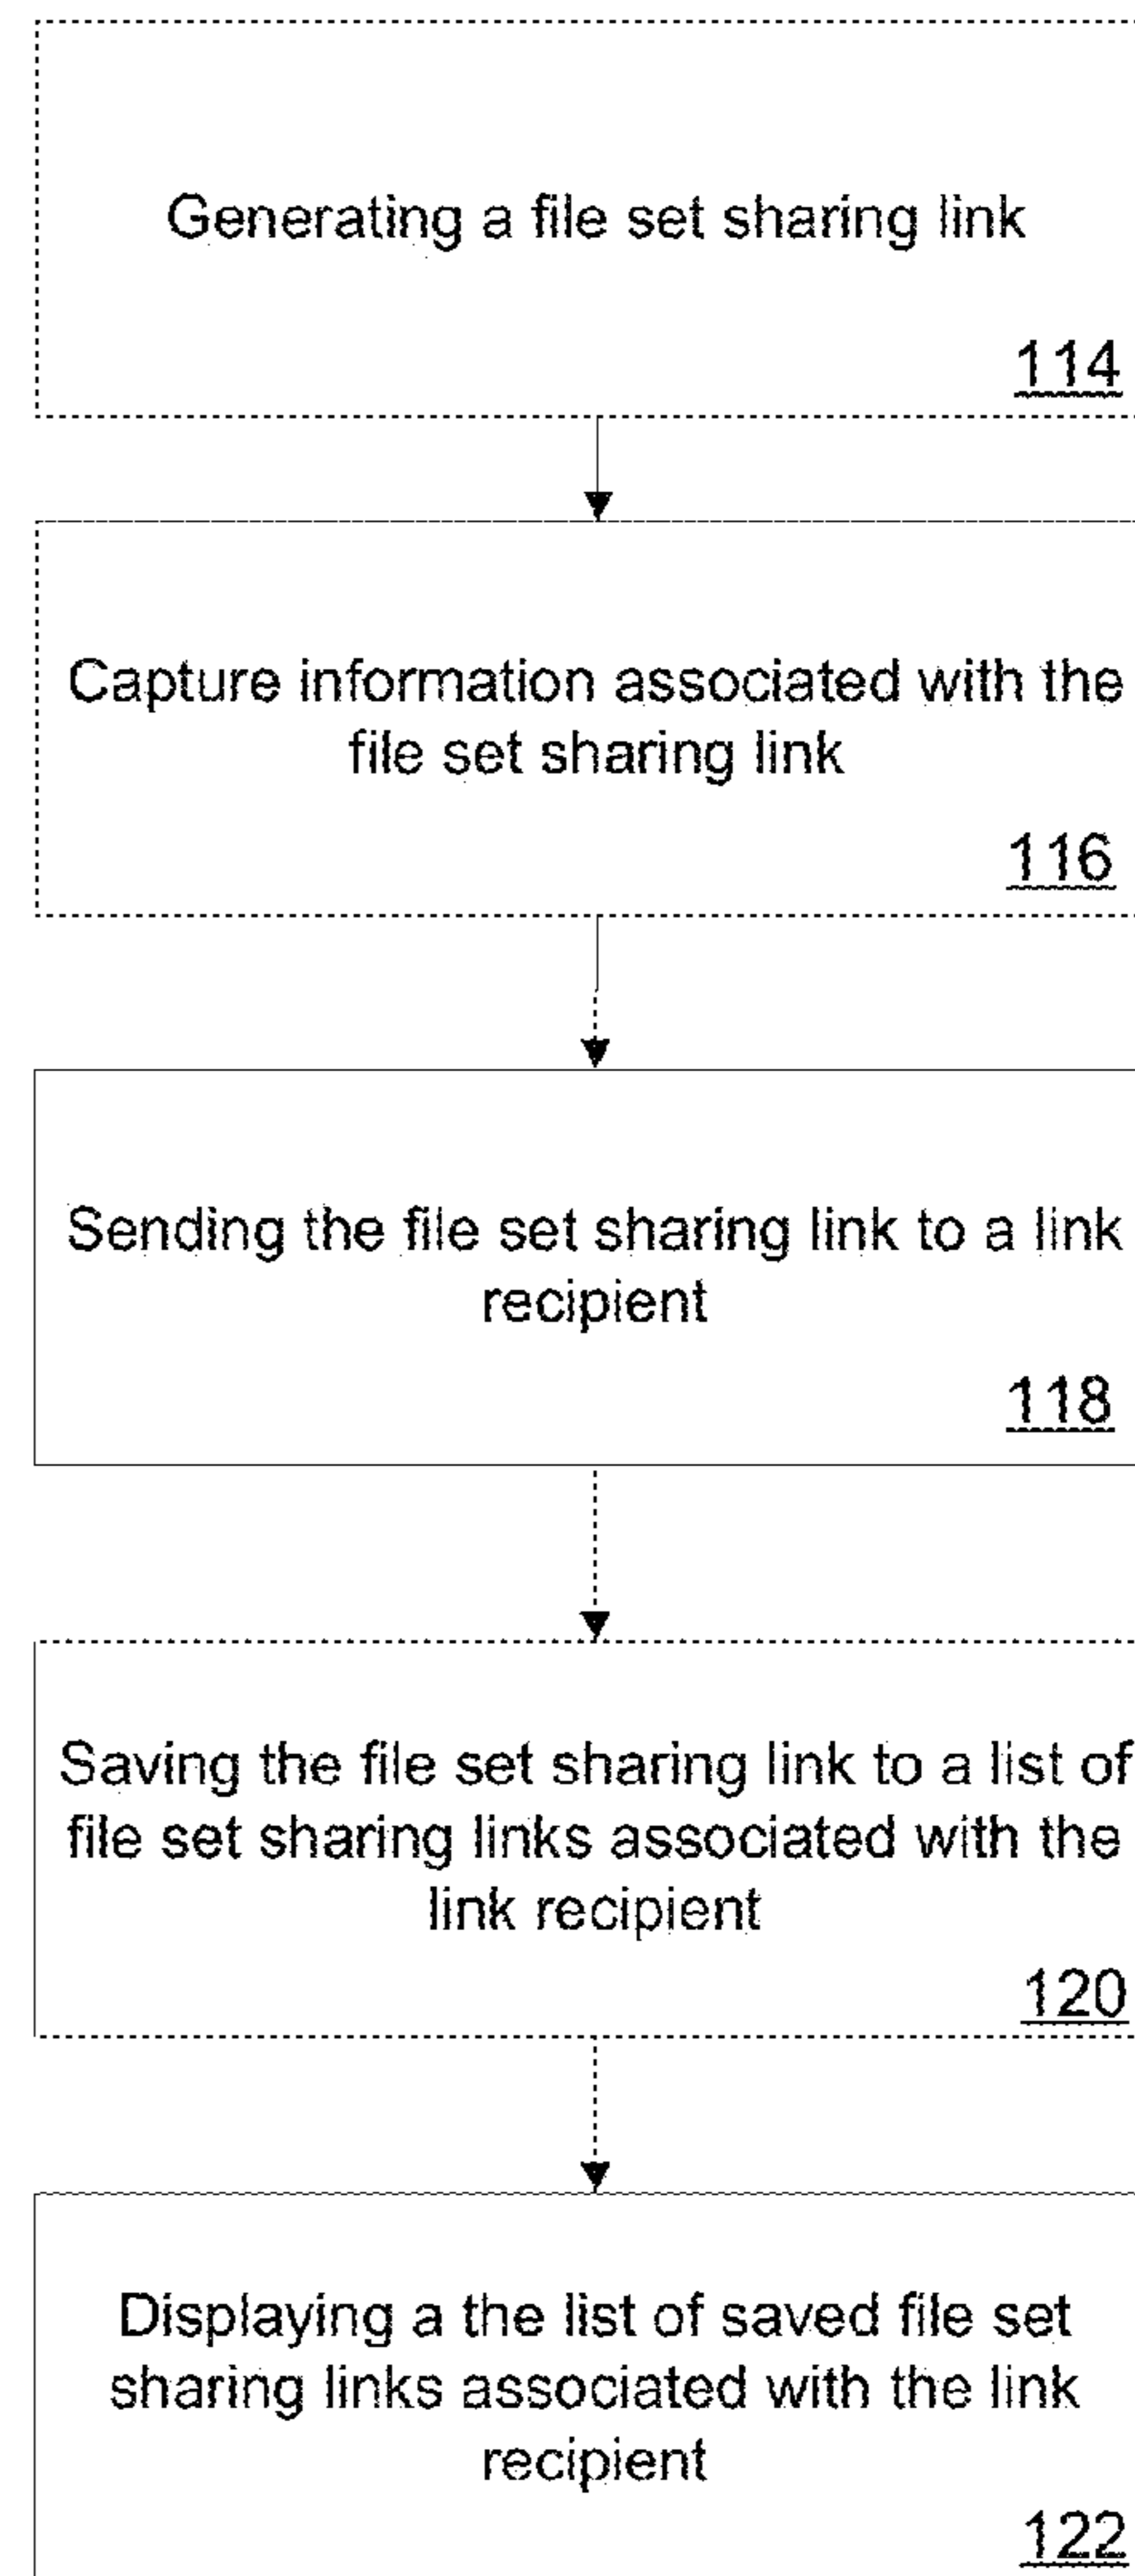 Generating a file set sharing link
114
Capture information associated with the
file set sharing link
116
Sending the file set sharing link to a link
recipient
118
Saving the file set sharing link to a list of
file set sharing links associated with the
link recipient
120
Displaying a the list of saved file set
sharing links associated with the link
recipient
122